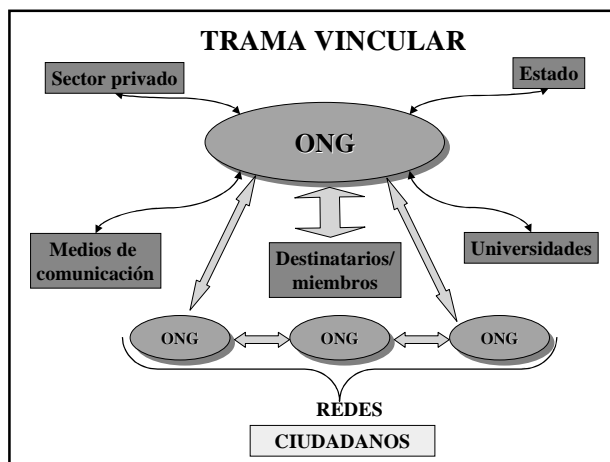 TRAMA VINCULAR
Sector privado
Estado
ONG
Medios de
comunicación
Destinatarios/
miembros
Universidades
ONG
ONG
ONG
REDES
CIUDADANOS